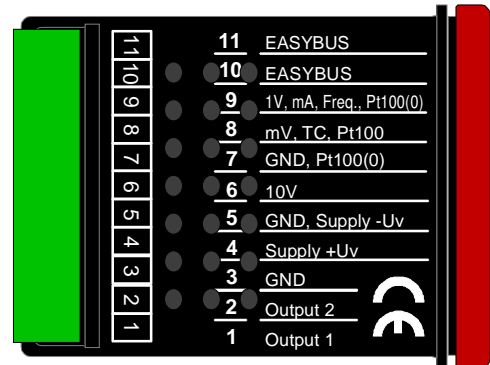 11 11 EASYBUS
10 10 EASYBUS
9 9 1V, mA, Freq., Pt100(0)
8 8 mV, TC, Pt100
7 7 GND, Pt100(0)
6 6 10V
5 5 GND, Supply -Uv
4 4 Supply +Uv
3 3 GND
2 2 Output 2
1 1 Output 1
CE